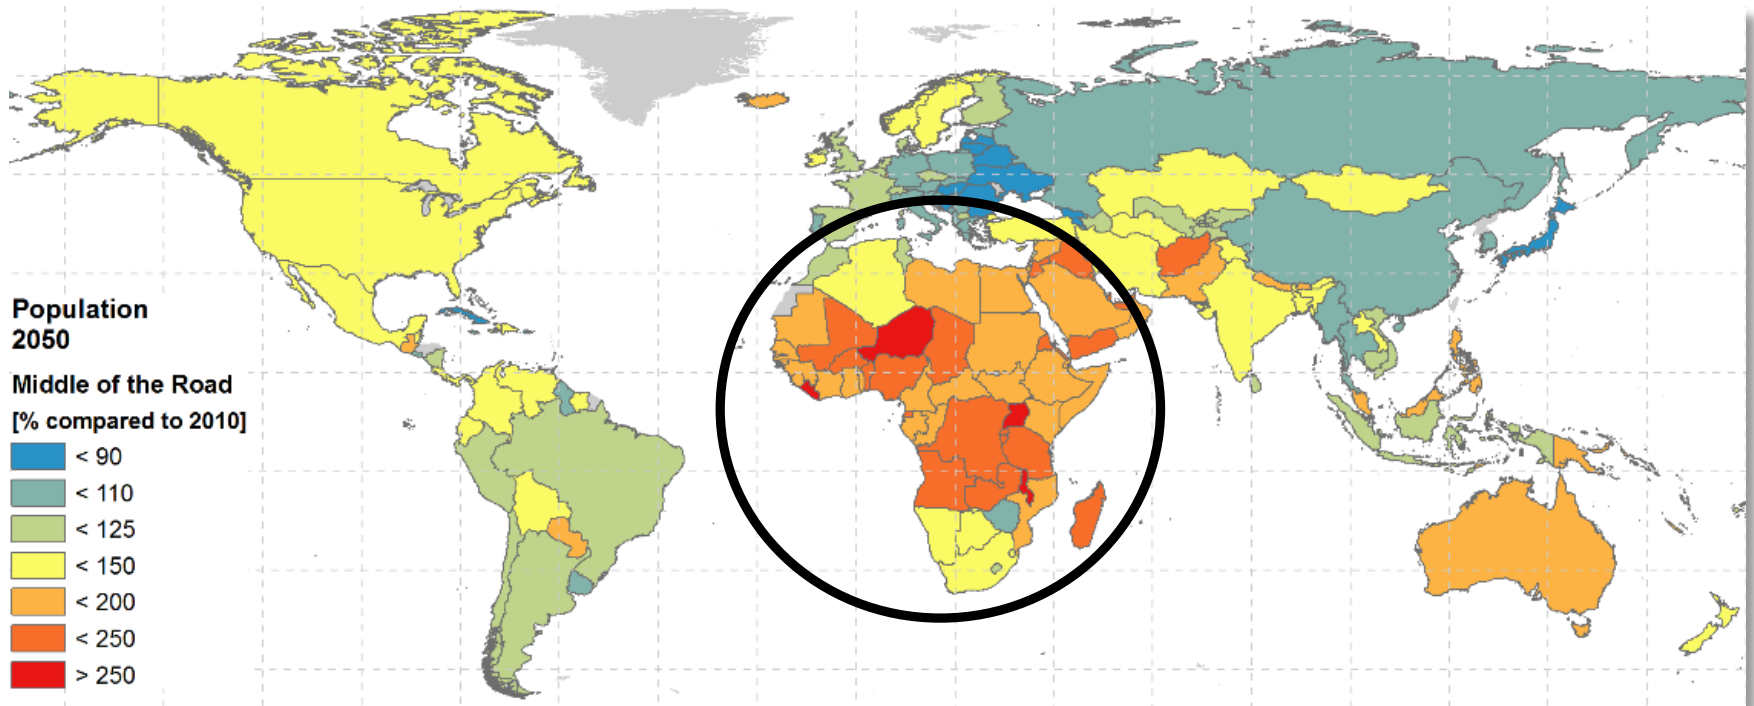 Population
2050
Middle of the Road
[% compared to 2010]
< 90
< 110
< 125
< 150
< 200
< 250
> 250